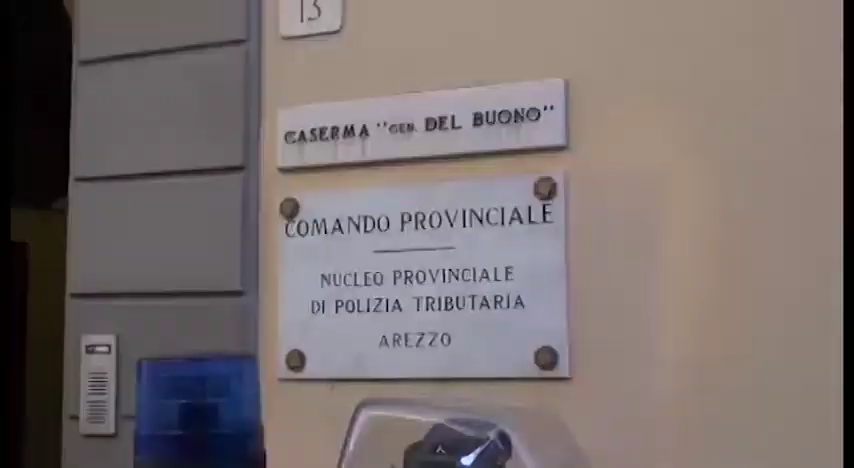 13
CASERMA "GEN. DEL BUONO"
COMANDO PROVINCIALE
NUCLEO PROVINCIALE
DI POLIZIA TRIBUTARIA
AREZZO